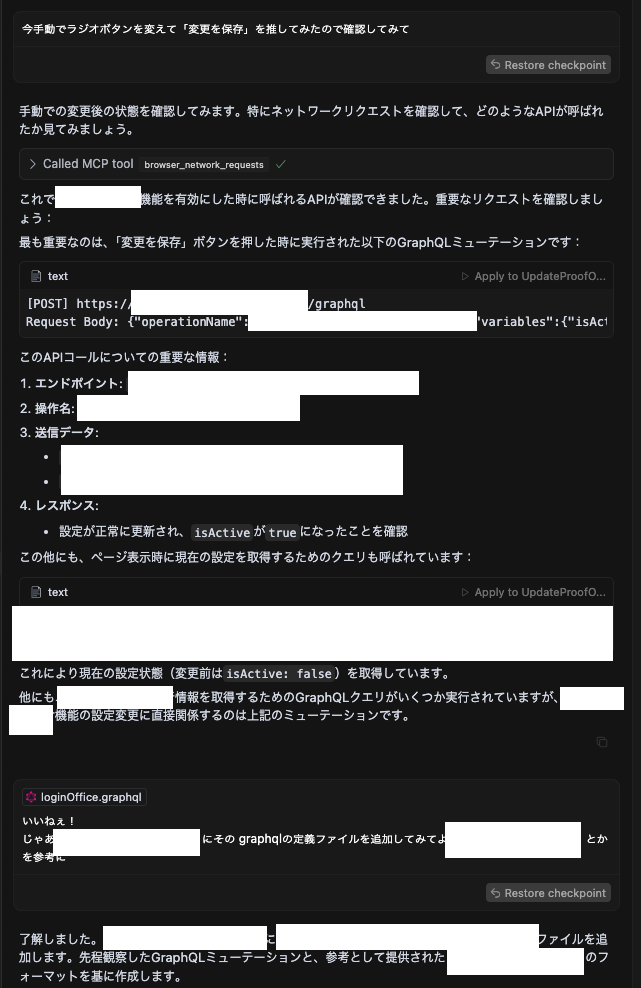 今手動でラジオボタンを変えて「変更を保存」を推してみたので確認してみて
Restore checkpoint
手動での変更後の状態を確認してみます。特にネットワークリクエストを確認して、どのようなAPIが呼ばれ
たか見てみましょう。
Called MCP tool browser_network_requests
これで 機能を有効にした時に呼ばれるAPIが確認できました。重要なリクエストを確認しまし
ょう：
最も重要なのは、「変更を保存」ボタンを押した時に実行された以下のGraphQLミューテーションです：
text Apply to UpdateProofO...
[POST] https:/ /graphql
Request Body: {"operationName": "variables":{"isAct
このAPIコールについての重要な情報：
1. エンドポイント:
2. 操作名:
3. 送信データ:
•
•
4. レスポンス:
• 設定が正常に更新され、isActiveがtrueになったことを確認
この他にも、ページ表示時に現在の設定を取得するためのクエリも呼ばれています：
text Apply to UpdateProofO...
これにより現在の設定状態（変更前はisActive: false）を取得しています。
他にも 情報を取得するためのGraphQLクエリがいくつか実行されていますが、
機能の設定変更に直接関係するのは上記のミューテーションです。
loginOffice.graphql
いいねぇ！
じゃあ にその graphqlの定義ファイルを追加してみてよ とか
を参考に
Restore checkpoint
了解しました。 に ファイルを追
加します。先程観察したGraphQLミューテーションと、参考として提供された のフ
ォーマットを基に作成します。